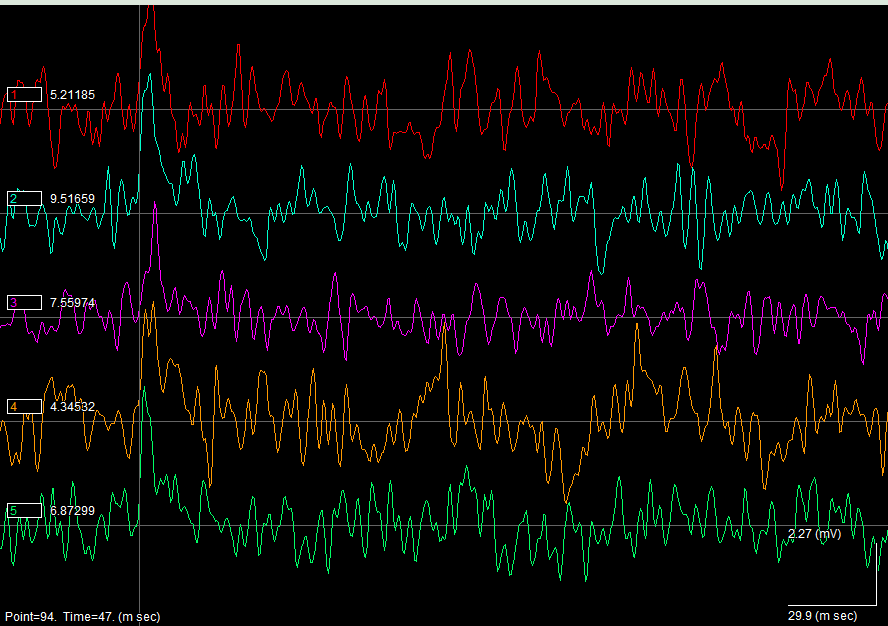 1 5.21185
2 9.51659
3 7.55974
4 4.34532
5 6.87299
2.27 (mV)
29.9 (m sec)
Point=94. Time=47. (m sec)